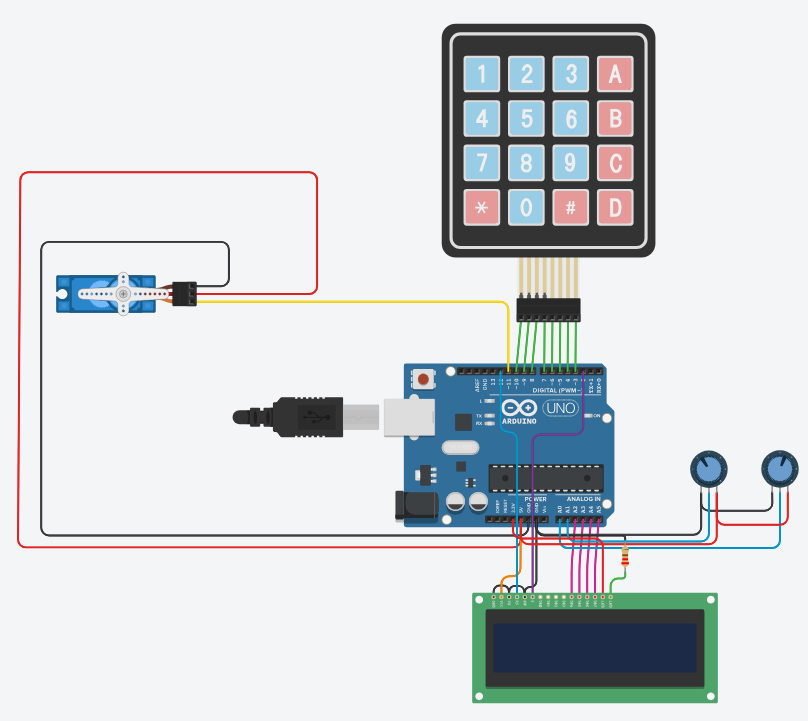 1 2 3 A
4 5 6 B
7 8 9 C
* 0 # D
AREF
GND
13
12
~11
~10
~9
8
7
~6
~5
4
~3
2
TX→1
RX←0
DIGITAL (PWM~)
L
TX
RX
ON
UNO
ARDUINO
IOREF
RESET
3.3V
5V
GND
GND
Vin
POWER
ANALOG IN
A0
A1
A2
A3
A4
A5